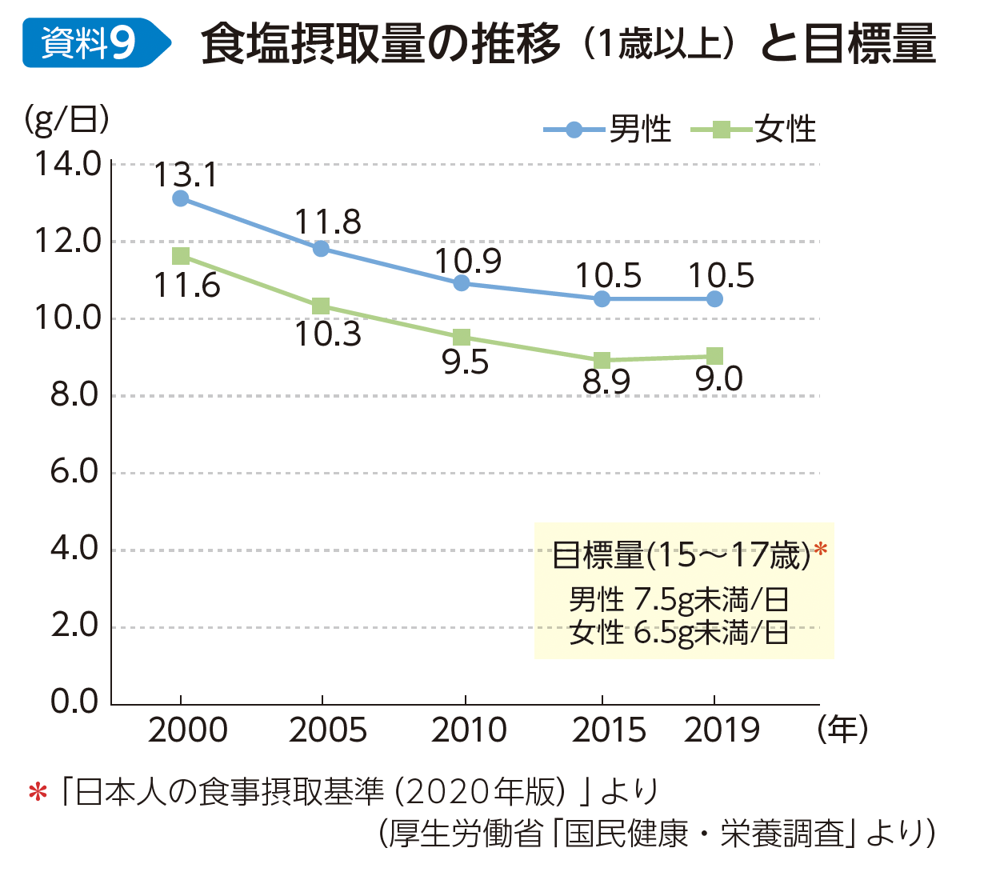 資料9 食塩摂取量の推移（1歳以上）と目標量
(g/日)
男性 女性
14.0
13.1
11.8
12.0
10.9
10.5 10.5
11.6
10.0
10.3
9.5
8.9 9.0
8.0
6.0
4.0
目標量(15～17歳)*
男性 7.5g未満/日
2.0
女性 6.5g未満/日
0.0
2000 2005 2010 2015 2019 (年)
*「日本人の食事摂取基準（2020年版）」より
(厚生労働省「国民健康・栄養調査」より)